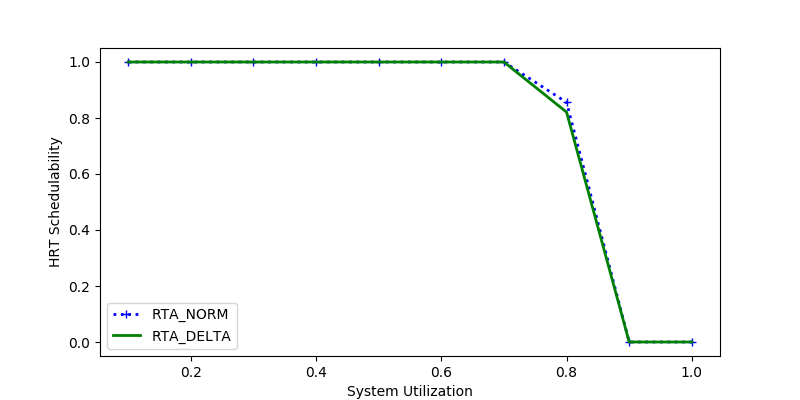 1.0
0.8
0.6
0.4
0.2
0.0
HRT Schedulability
RTA_NORM
RTA_DELTA
0.2 0.4 0.6 0.8 1.0
System Utilization